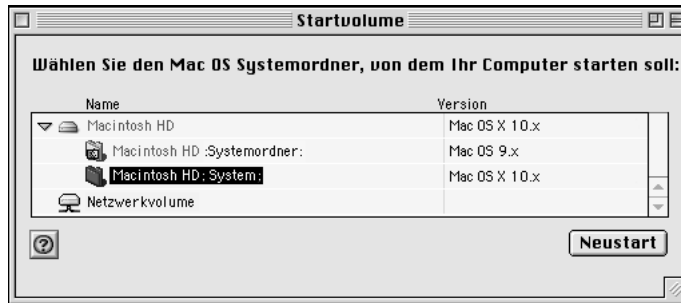 Startvolume
Wählen Sie den Mac OS Systemordner, von dem Ihr Computer starten soll:
Name Version
Macintosh HD Mac OS X 10.x
Macintosh HD :Systemordner: Mac OS 9.x
Macintosh HD: System: Mac OS X 10.x
Netzwerkvolume
? Neustart